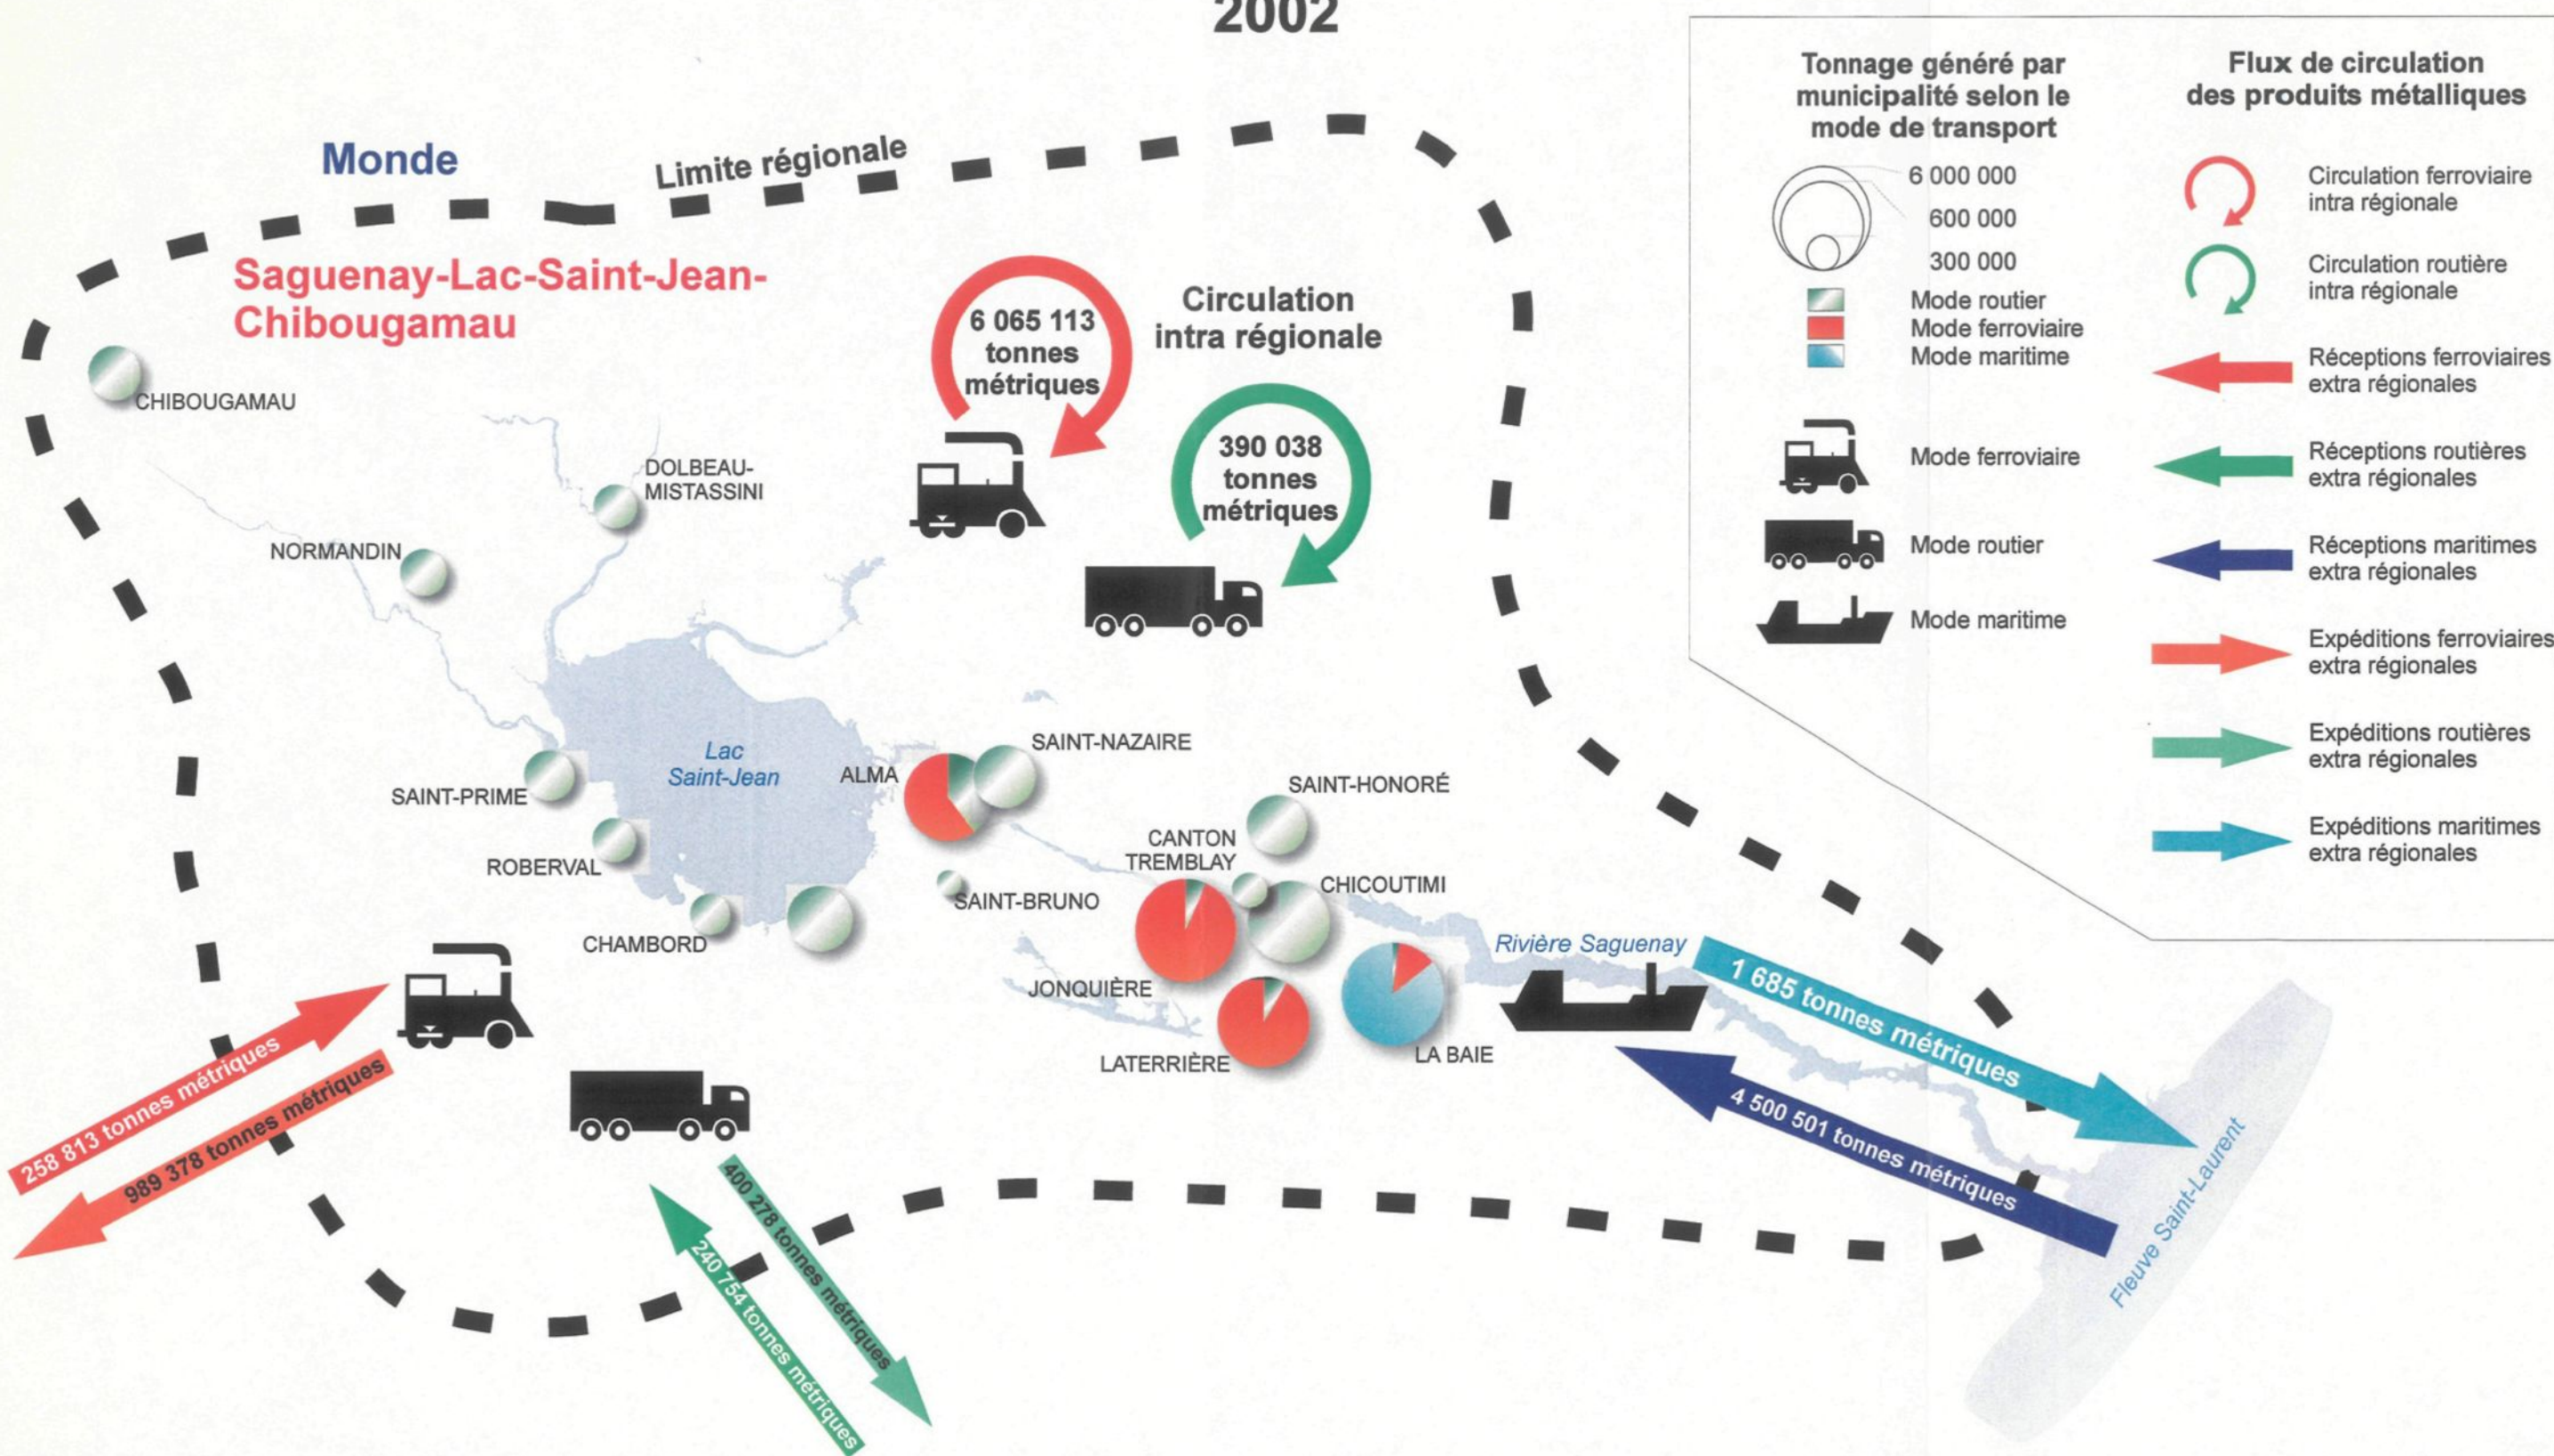 2002
Monde
Limite régionale
Saguenay-Lac-Saint-Jean-
Chibougamau
6 065 113
tonnes
métriques
Circulation
intra régionale
390 038
tonnes
métriques
CHIBOUGAMAU
DOLBEAU-
MISTASSINI
NORMANDIN
Lac
Saint-Jean
SAINT-PRIME
ROBERVAL
CHAMBORD
ALMA
SAINT-NAZAIRE
SAINT-BRUNO
SAINT-HONORÉ
CANTON
TREMBLAY
CHICOUTIMI
JONQUIÈRE
LATERRIÈRE
LA BAIE
Rivière Saguenay
1 685 tonnes métriques
4 500 501 tonnes métriques
Fleuve Saint-Laurent
258 813 tonnes métriques
989 378 tonnes métriques
400 278 tonnes métriques
240 754 tonnes métriques
Tonnage généré par
municipalité selon le
mode de transport
6 000 000
600 000
300 000
Mode routier
Mode ferroviaire
Mode maritime
Mode ferroviaire
Mode routier
Mode maritime
Flux de circulation
des produits métalliques
Circulation ferroviaire
intra régionale
Circulation routière
intra régionale
Réceptions ferroviaires
extra régionales
Réceptions routières
extra régionales
Réceptions maritimes
extra régionales
Expéditions ferroviaires
extra régionales
Expéditions routières
extra régionales
Expéditions maritimes
extra régionales